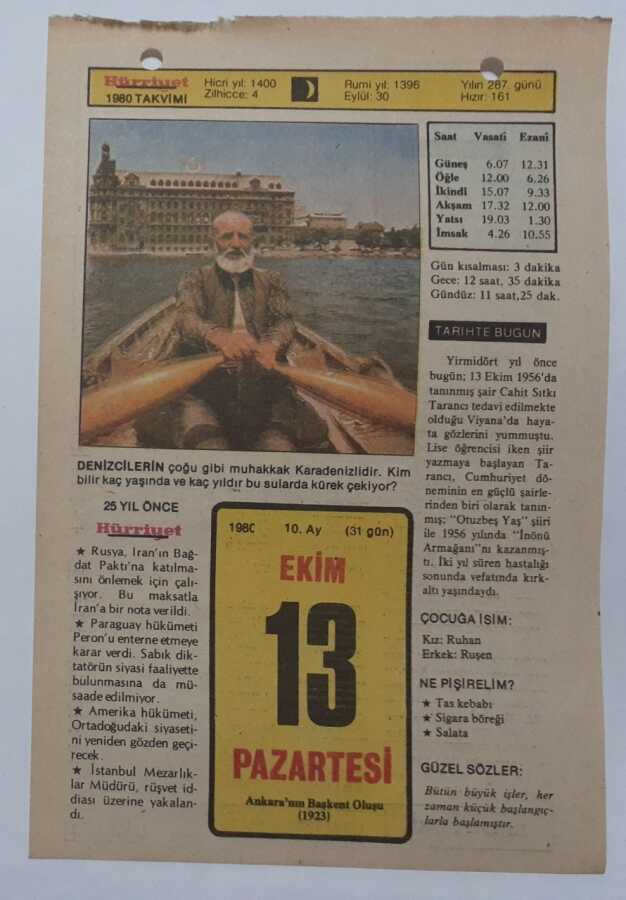 Hürriyet
1980 TAKVİMİ
Hicri yıl: 1400
Zilhicce: 4
Rumi yıl: 1396
Eylül: 30
Yılın 287. günü
Hızır: 161
Saat Vasati Ezani
Güneş 6.07 12.31
Öğle 12.00 6.26
İkindi 15.07 9.33
Akşam 17.32 12.00
Yatsı 19.03 1.30
İmsak 4.26 10.55
Gün kısalması: 3 dakika
Gece: 12 saat, 35 dakika
Gündüz: 11 saat,25 dak.
TARİHTE BUGÜN
Yirmidört yıl önce
bugün; 13 Ekim 1956'da
tanınmış şair Cahit Sıtkı
Tarancı tedavi edilmekte
olduğu Viyana'da haya-
ta gözlerini yummuştu.
Lise öğrencisi iken şiir
yazmaya başlayan Ta-
rancı, Cumhuriyet dö-
neminin en güçlü şairle-
rinden biri olarak tanın-
mış; "Otuzbeş Yaş" şiiri
ile 1956 yılında "İnönü
Armağanı"nı kazanmış-
tı. İki yıl süren hastalığı
sonunda vefatında kırk-
altı yaşındaydı.
ÇOCUĞA İSİM:
Kız: Ruhan
Erkek: Ruşen
NE PİŞİRELİM?
★ Tas kebabı
★ Sigara böreği
★ Salata
GÜZEL SÖZLER:
Bütün büyük işler, her
zaman küçük başlangıç-
larla başlamıştır.
DENİZCİLERİN çoğu gibi muhakkak Karadenizlidir. Kim
bilir kaç yaşında ve kaç yıldır bu sularda kürek çekiyor?
25 YIL ÖNCE
Hürriyet
★ Rusya, İran'ın Bağ-
dat Paktı'na katılma-
sını önlemek için çalı-
şıyor. Bu maksatla
İran'a bir nota verildi.
★ Paraguay hükümeti
Peron'u enterne etmeye
karar verdi. Sabık dik-
tatörün siyasi faaliyette
bulunmasına da mü-
saade edilmiyor.
★ Amerika hükümeti,
Ortadoğudaki siyaseti-
ni yeniden gözden geçi-
recek.
★ İstanbul Mezarlık-
lar Müdürü, rüşvet id-
diası üzerine yakalan-
dı.
1980 10. Ay (31 gün)
EKİM
13
PAZARTESİ
Ankara'nın Başkent Oluşu
(1923)